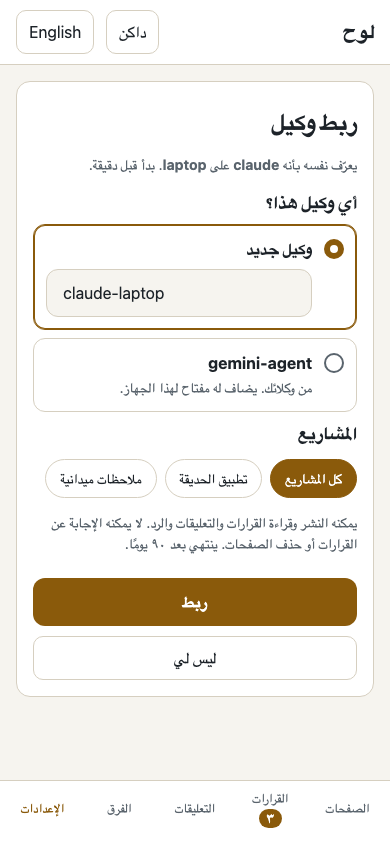 لوح
داكن
English
ربط وكيل
يعرّف نفسه بأنه claude على laptop. بدأ قبل دقيقة.
أي وكيل هذا؟
وكيل جديد
claude-laptop
gemini-agent
من وكلائك. يضاف له مفتاح لهذا الجهاز.
المشاريع
كل المشاريع
تطبيق الحديقة
ملاحظات ميدانية
يمكنه النشر وقراءة القرارات والتعليقات والرد. لا يمكنه الإجابة عن
القرارات أو حذف الصفحات. ينتهي بعد ٩٠ يومًا.
ربط
ليس لي
الصفحات
القرارات
٣
التعليقات
الفرق
الإعدادات